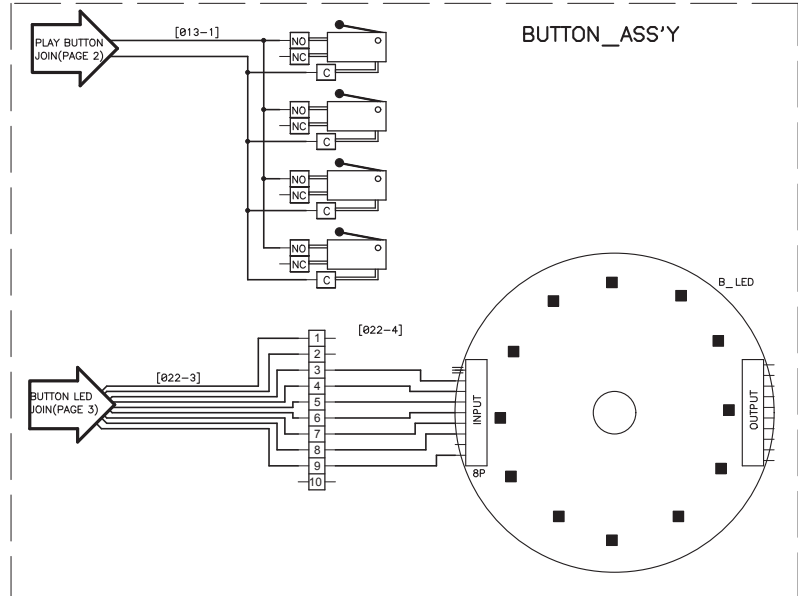 BUTTON_ASS'Y
PLAY BUTTON
JOIN(PAGE 2)
[013-1]
NO
NC
C
NO
NC
C
NO
NC
C
NO
NC
C
B_LED
[022-4]
[022-3]
BUTTON LED
JOIN(PAGE 3)
1
2
3
4
5
6
7
8
9
10
INPUT
8P
OUTPUT